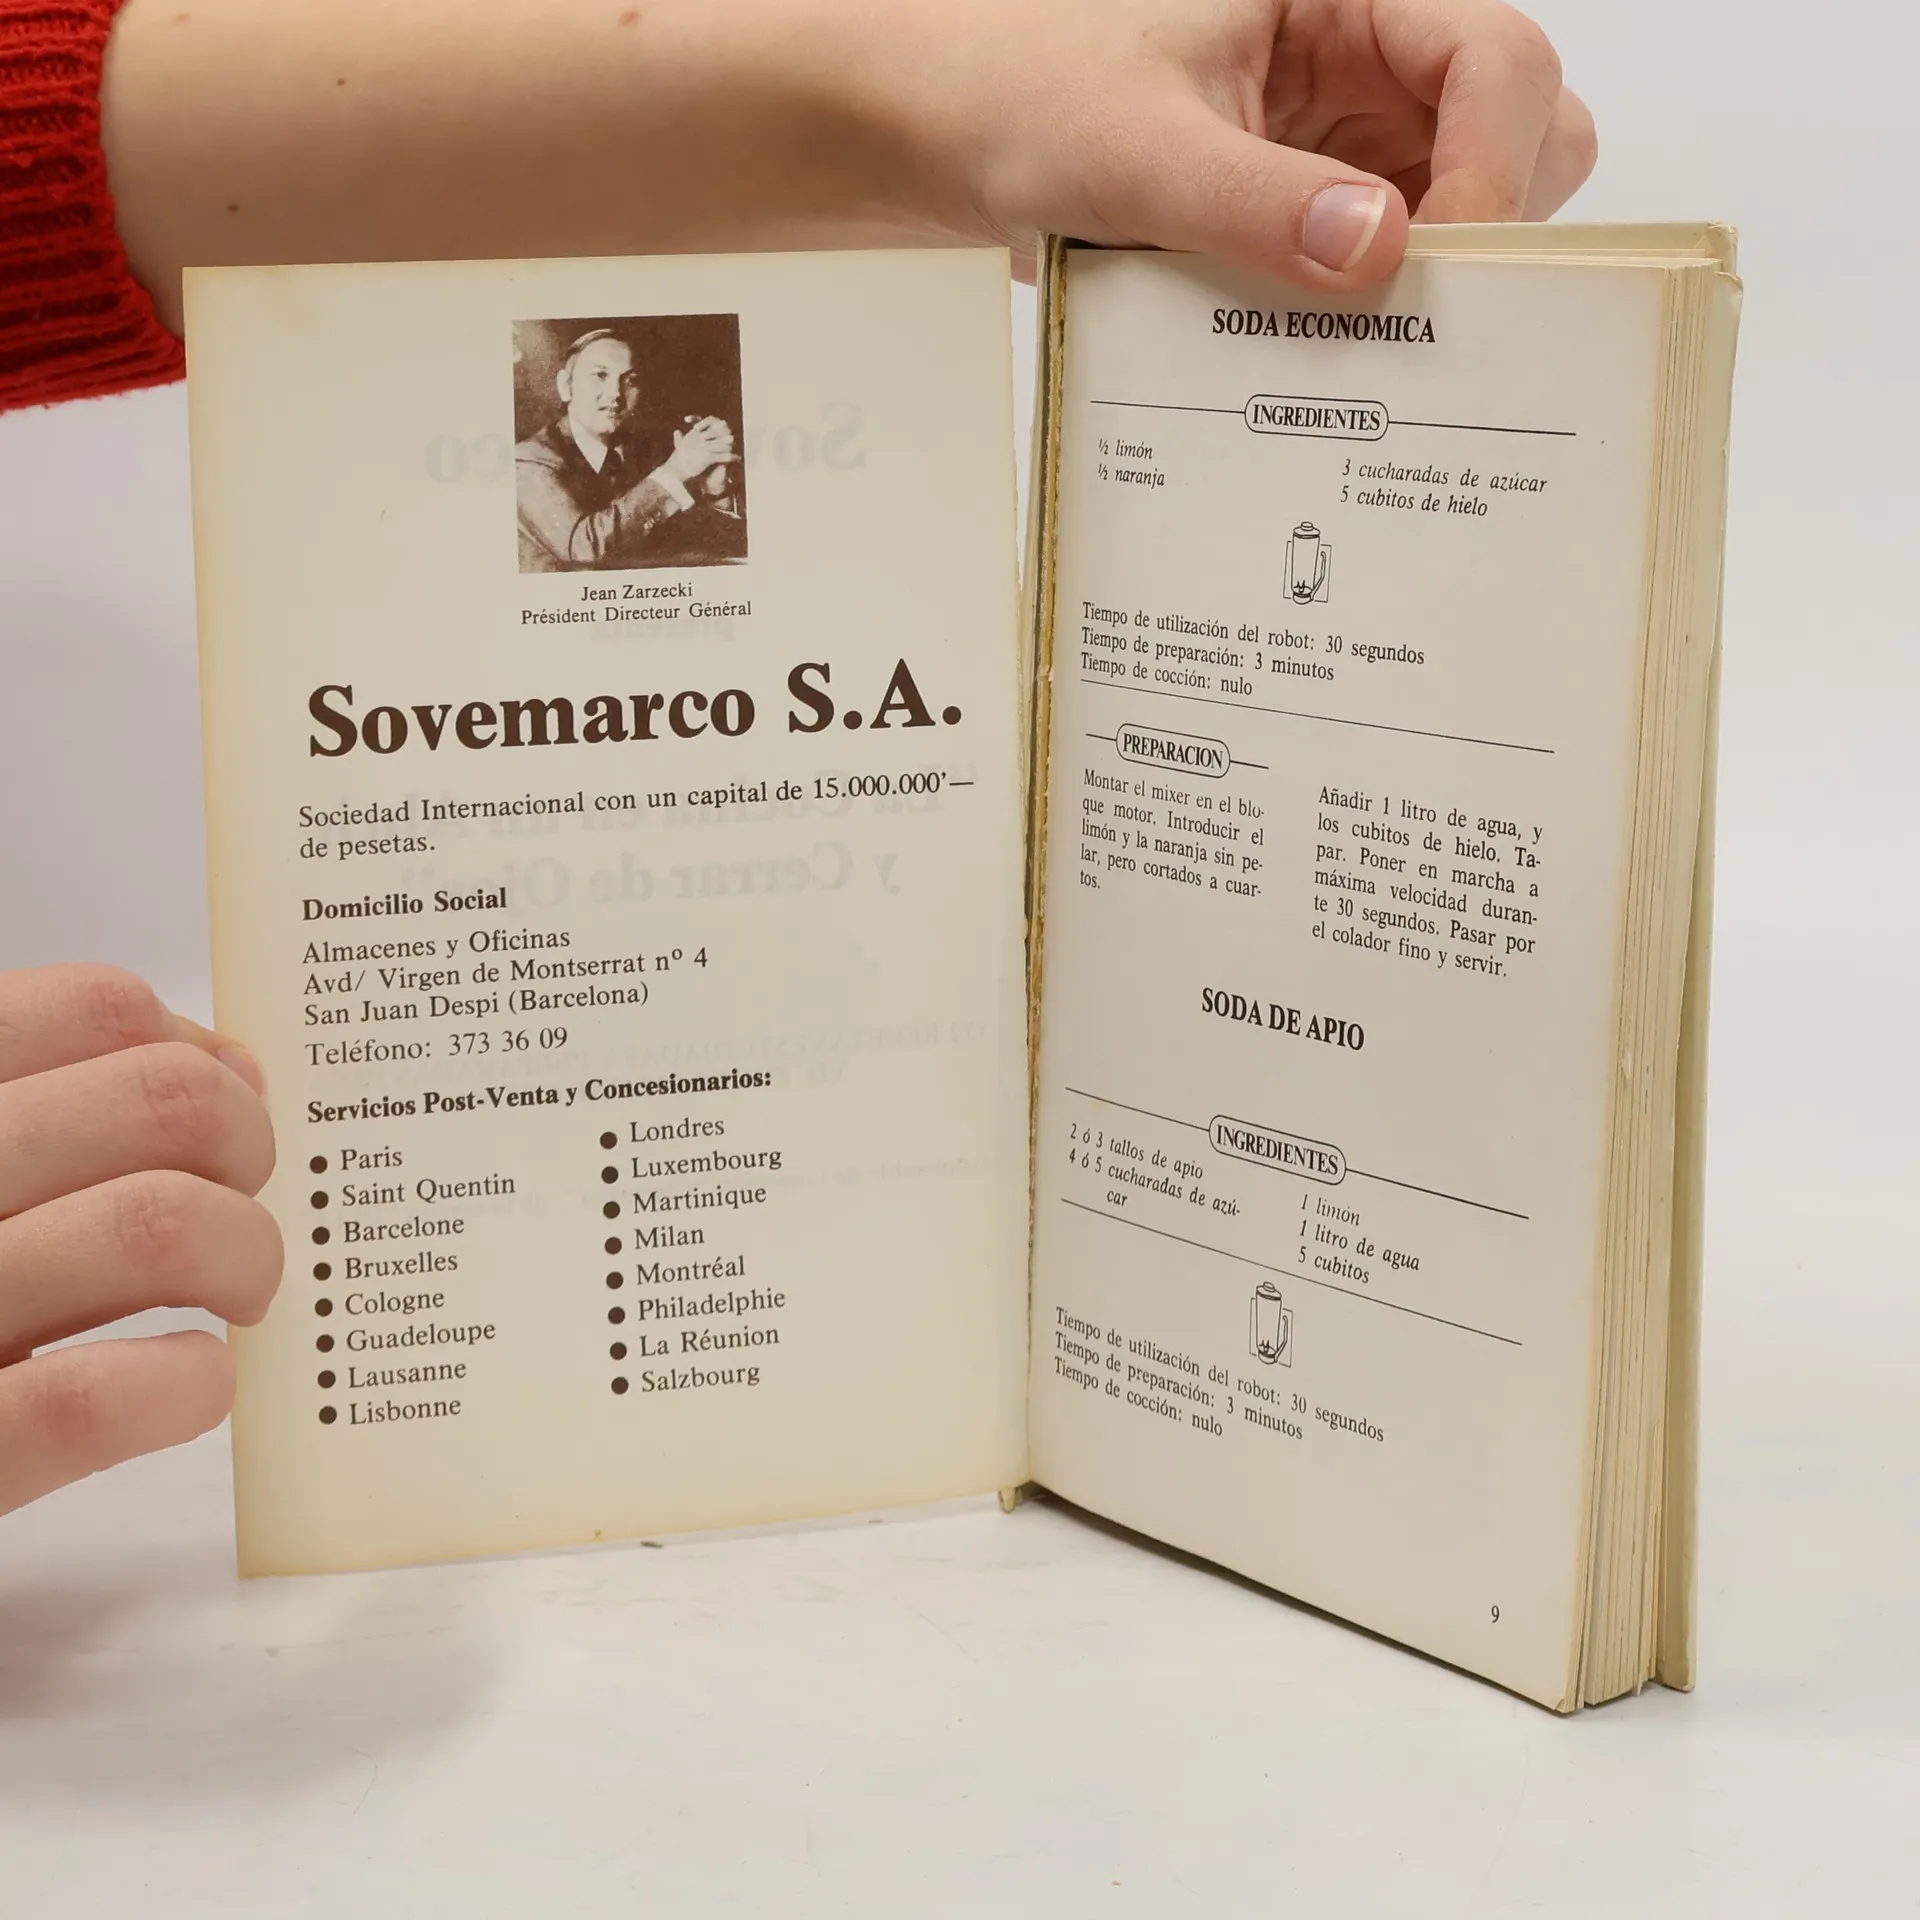 Jean Zarzecki
Président Directeur Général
Sovemarco S.A.
Sociedad Internacional con un capital de 15.000.000'—
de pesetas.
Domicilio Social
Almacenes y Oficinas
Avd/ Virgen de Montserrat nº 4
San Juan Despi (Barcelona)
Teléfono: 373 36 09
Servicios Post-Venta y Concesionarios:
● Paris
● Saint Quentin
● Barcelone
● Bruxelles
● Cologne
● Guadeloupe
● Lausanne
● Lisbonne
● Londres
● Luxembourg
● Martinique
● Milan
● Montréal
● Philadelphie
● La Réunion
● Salzbourg
SODA ECONOMICA
INGREDIENTES
½ limón
½ naranja
3 cucharadas de azúcar
5 cubitos de hielo
Tiempo de utilización del robot: 30 segundos
Tiempo de preparación: 3 minutos
Tiempo de cocción: nulo
PREPARACION
Montar el mixer en el blo-
que motor. Introducir el
limón y la naranja sin pe-
lar, pero cortados a cuar-
tos.
Añadir 1 litro de agua, y
los cubitos de hielo. Ta-
par. Poner en marcha a
máxima velocidad duran-
te 30 segundos. Pasar por
el colador fino y servir.
SODA DE APIO
INGREDIENTES
2 ó 3 tallos de apio
4 ó 5 cucharadas de azú-
car
1 limón
1 litro de agua
5 cubitos
Tiempo de utilización del robot: 30 segundos
Tiempo de preparación: 3 minutos
Tiempo de cocción: nulo
9